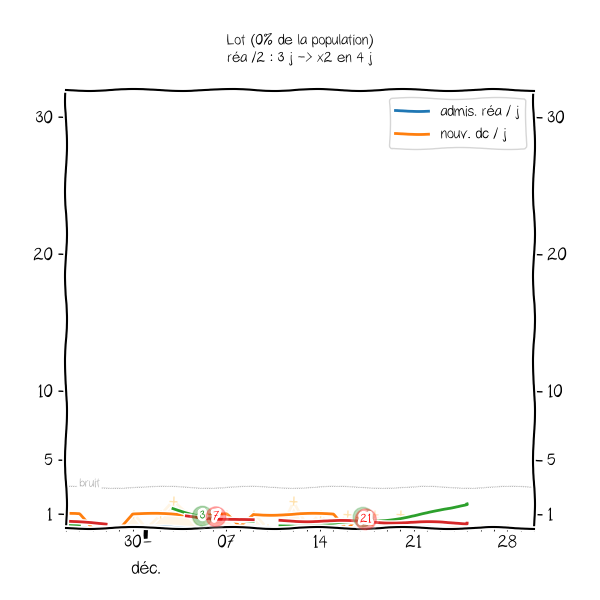 Lot (0% de la population)
réa /2 : 3 j -> x2 en 4 j
admis. réa / j
nouv. dc / j
30 30
20 20
10 10
5 5
bruit
1 1
3 7 21
30 07 14 21 28
déc.